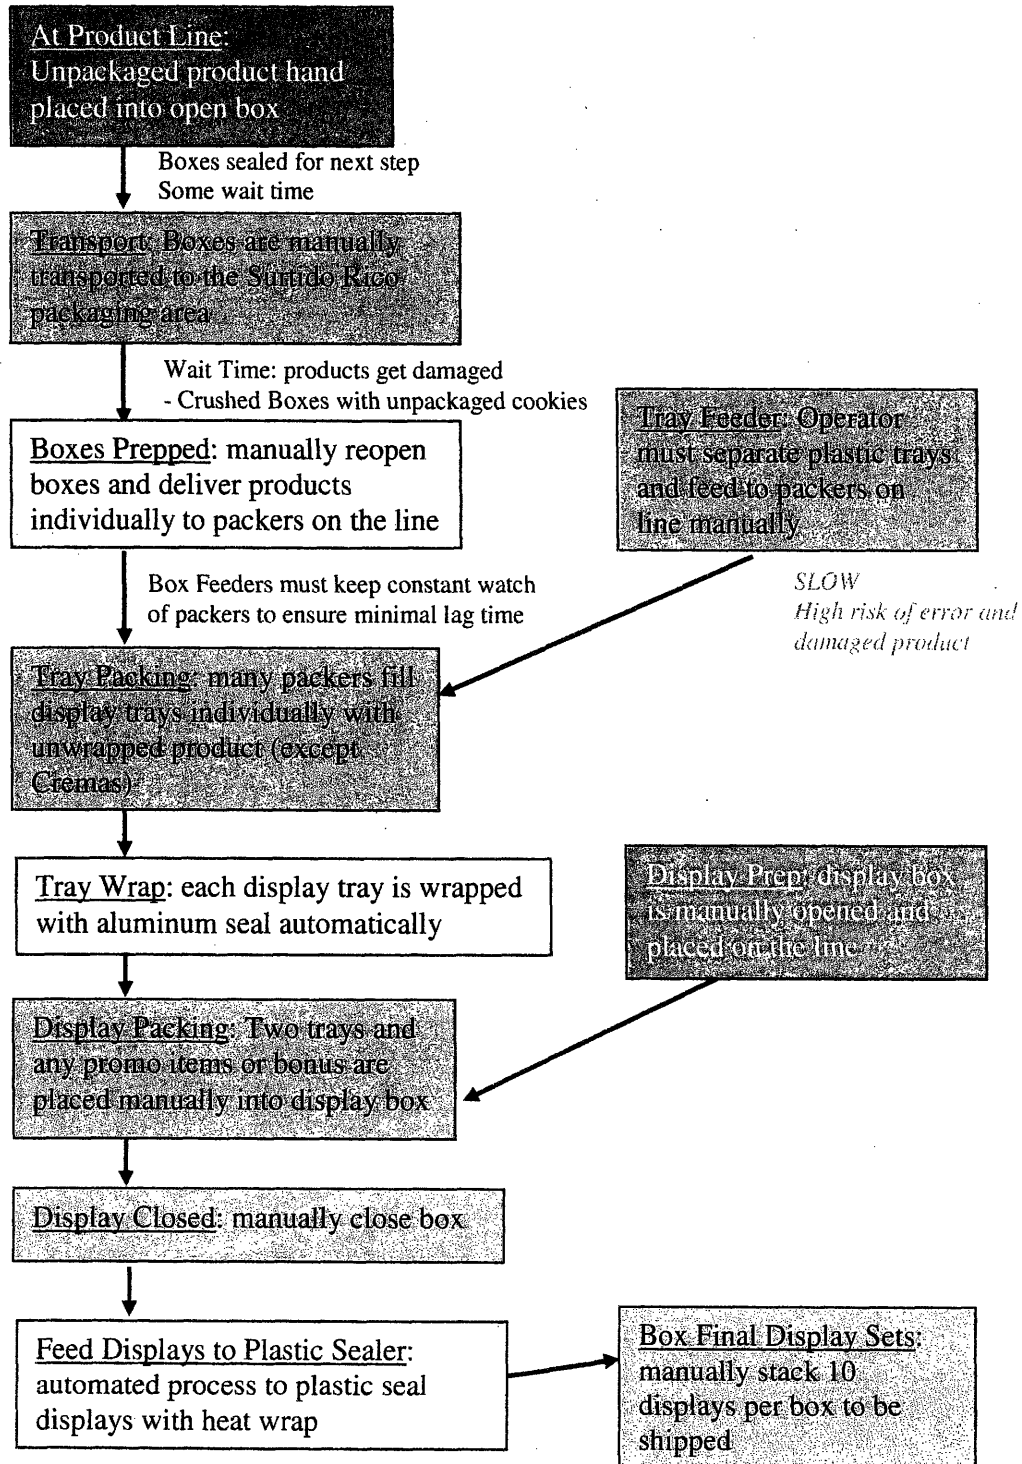 At Product Line:
Unpackaged product hand
placed into open box
Boxes sealed for next step
Some wait time
Transport: Boxes are manually
transported to the Surtido Rico
packaging area
Wait Time: products get damaged
- Crushed Boxes with unpackaged cookies
Boxes Prepped: manually reopen
boxes and deliver products
individually to packers on the line
Tray Feeder: Operator
must separate plastic trays
and feed to packers on
line manually
Box Feeders must keep constant watch
of packers to ensure minimal lag time
SLOW
High risk of error and
damaged product
Tray Packing: many packers fill
display trays individually with
unwrapped product (except
Cremas)
Tray Wrap: each display tray is wrapped
with aluminum seal automatically
Display Prep: display box
is manually opened and
placed on the line
Display Packing: Two trays and
any promo items or bonus are
placed manually into display box
Display Closed: manually close box
Feed Displays to Plastic Sealer:
automated process to plastic seal
displays with heat wrap
Box Final Display Sets:
manually stack 10
displays per box to be
shipped